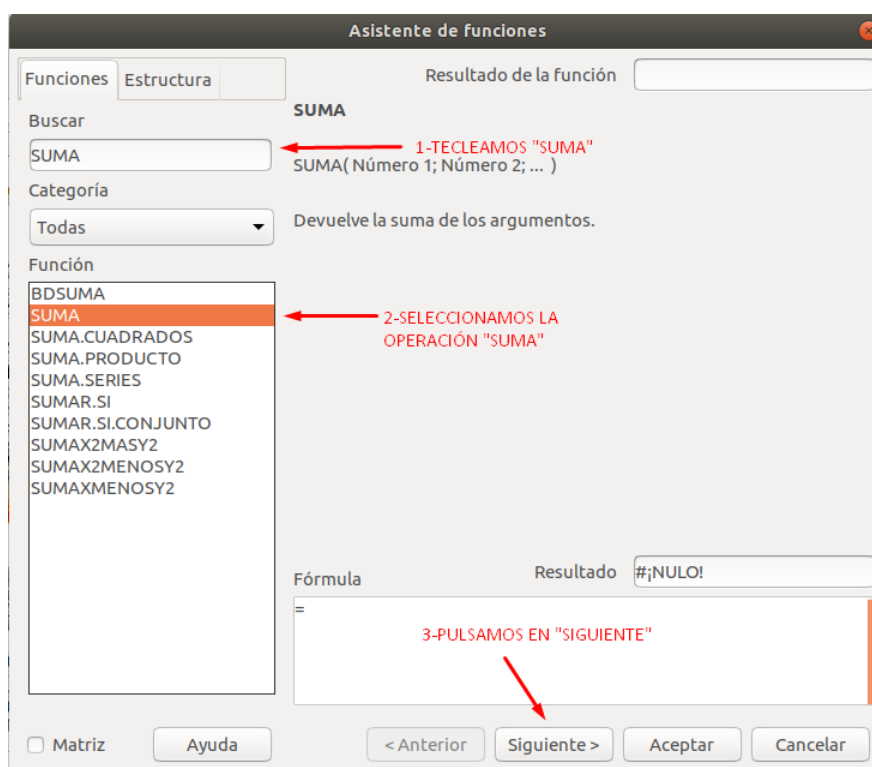 Asistente de funciones
Funciones
Estructura
Resultado de la función
Buscar
SUMA
SUMA
1-TECLEAMOS "SUMA"
SUMA( Número 1; Número 2; ... )
Categoría
Todas
Devuelve la suma de los argumentos.
Función
BDSUMA
SUMA
SUMA.CUADRADOS
SUMA.PRODUCTO
SUMA.SERIES
SUMAR.SI
SUMAR.SI.CONJUNTO
SUMAX2MASY2
SUMAX2MENOSY2
SUMAXMENOSY2
2-SELECCIONAMOS LA
OPERACIÓN "SUMA"
Fórmula
Resultado
#¡NULO!
=
3-PULSAMOS EN "SIGUIENTE"
Matriz
Ayuda
< Anterior
Siguiente >
Aceptar
Cancelar